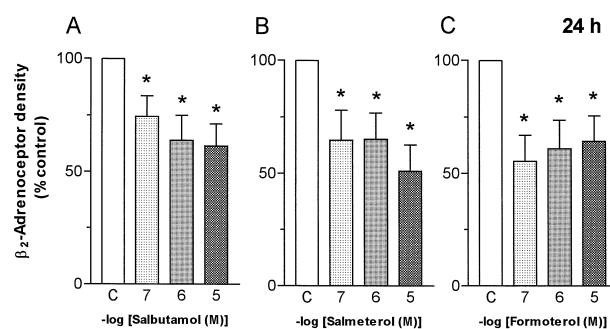 A
B
C
24 h
β2-Adrenoceptor density
(% control)
100
50
0
*
*
*
C
7
6
5
-log [Salbutamol (M)]
100
50
0
*
*
*
C
7
6
5
-log [Salmeterol (M)]
100
50
0
*
*
*
C
7
6
5
-log [Formoterol (M)]